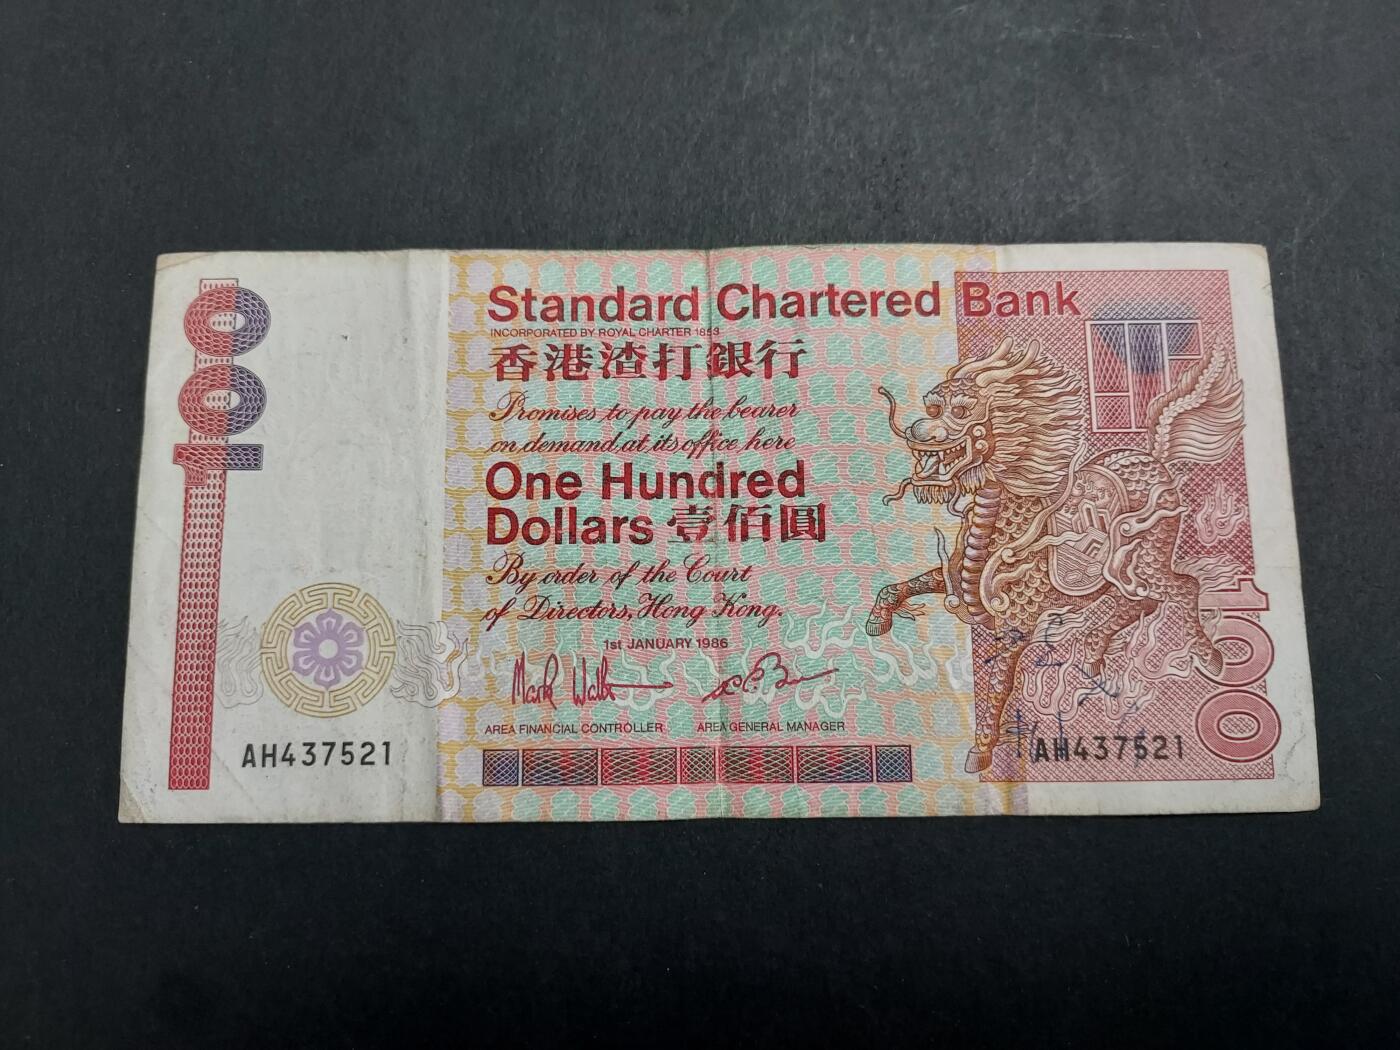 100
Standard Chartered Bank
INCORPORATED BY ROYAL CHARTER 1853
香港渣打銀行
Promises to pay the bearer
on demand at its office here
One Hundred
Dollars 壹佰圓
By order of the Court
of Directors, Hong Kong.
1st JANUARY 1986
Mark Walb
AREA FINANCIAL CONTROLLER AREA GENERAL MANAGER
AH437521
AH437521
100